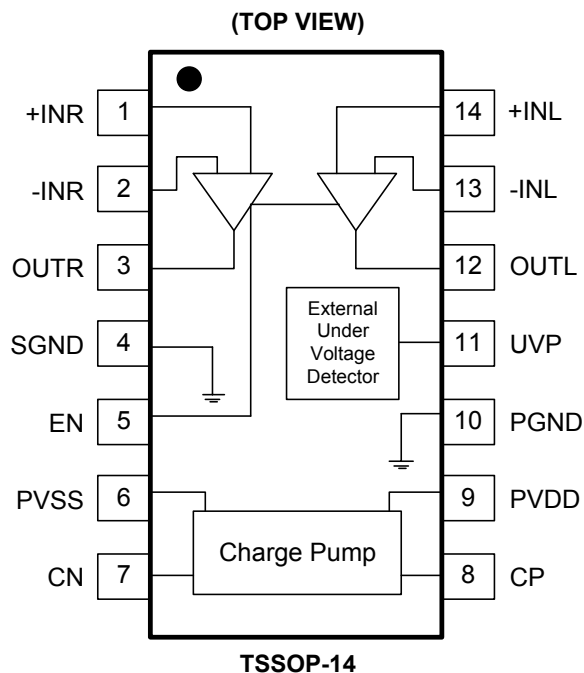 (TOP VIEW)
+INR 1
14 +INL
-INR 2
13 -INL
OUTR 3
12 OUTL
External
Under
Voltage
Detector
SGND 4
11 UVP
EN 5
10 PGND
PVSS 6
9 PVDD
Charge Pump
CN 7
8 CP
TSSOP-14